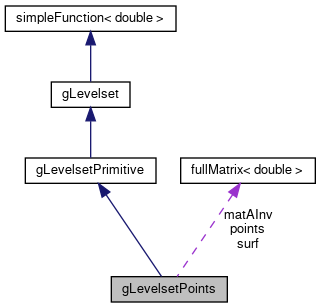 simpleFunction< double >
gLevelset
gLevelsetPrimitive
fullMatrix< double >
matAInv
points
surf
gLevelsetPoints